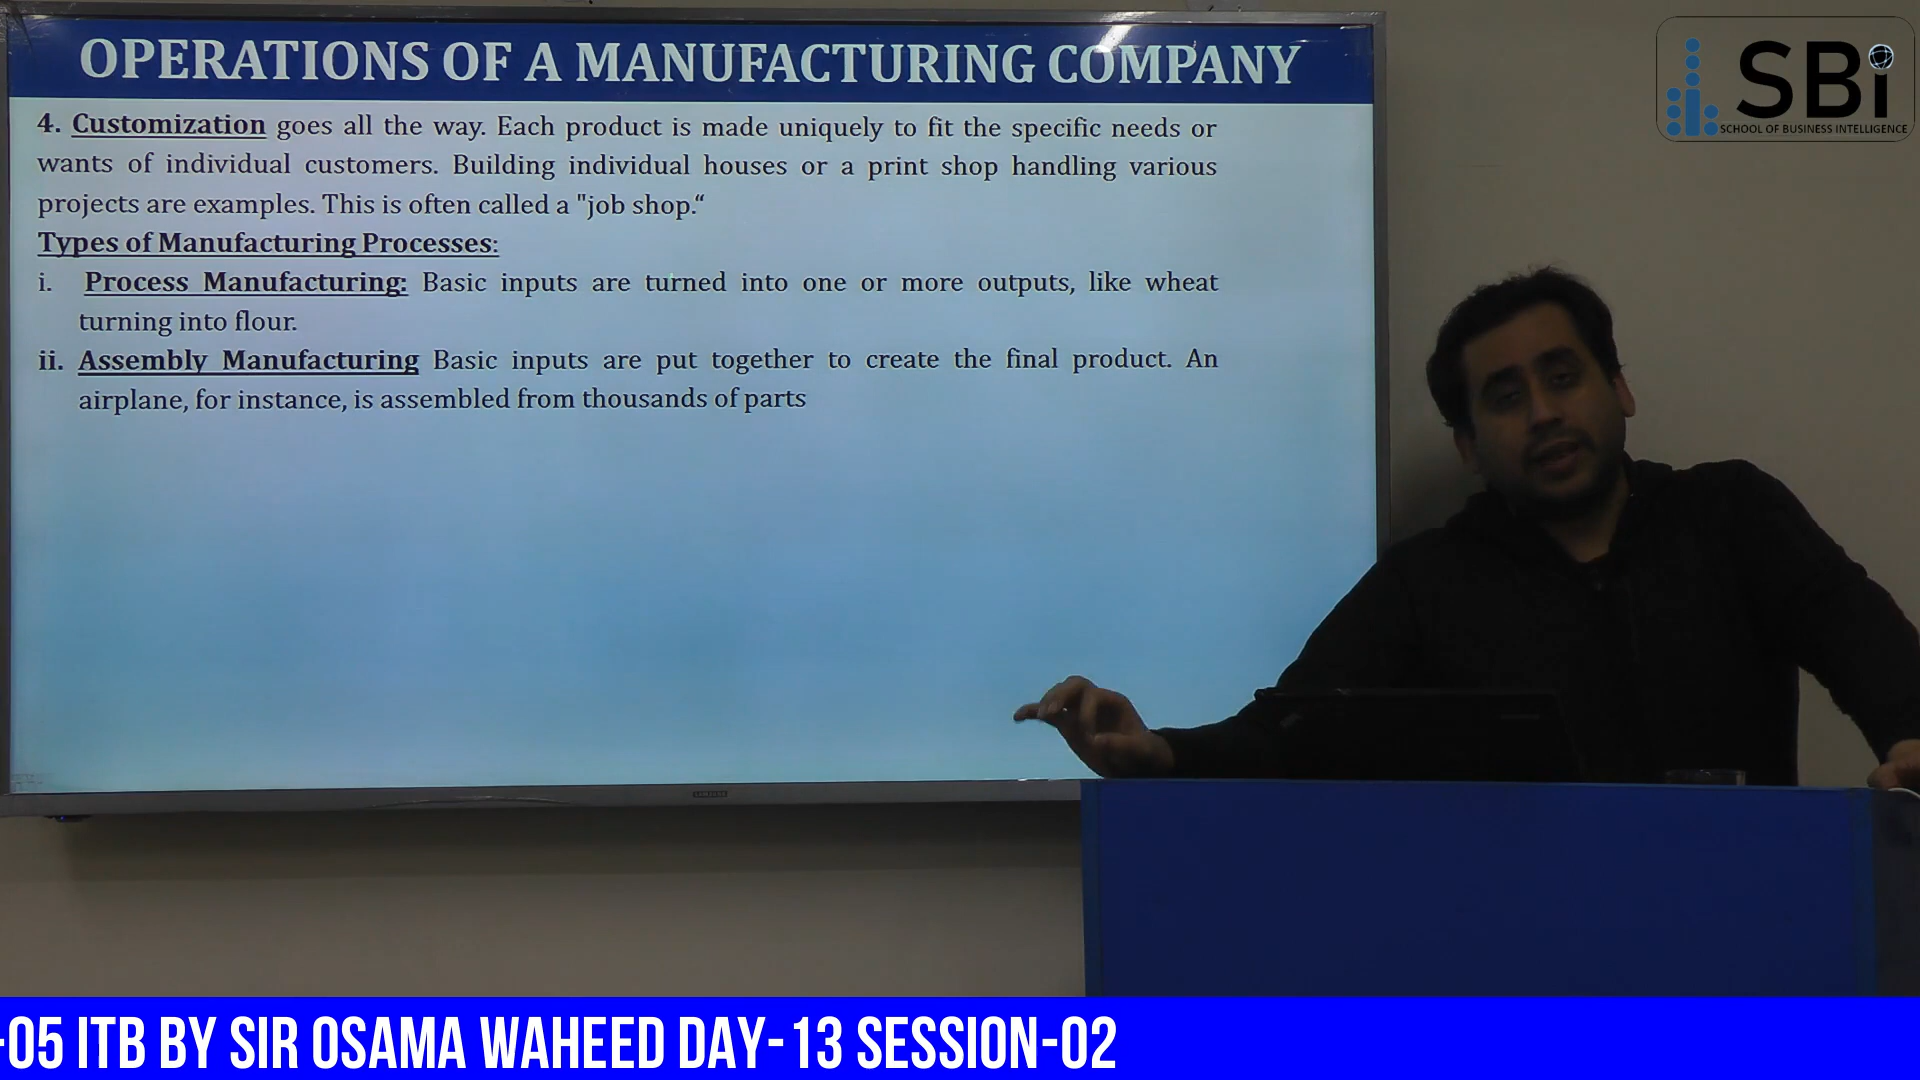 OPERATIONS OF A MANUFACTURING COMPANY
4. Customization goes all the way. Each product is made uniquely to fit the specific needs or
wants of individual customers. Building individual houses or a print shop handling various
projects are examples. This is often called a "job shop.“
Types of Manufacturing Processes:
i. Process Manufacturing: Basic inputs are turned into one or more outputs, like wheat
turning into flour.
ii. Assembly Manufacturing Basic inputs are put together to create the final product. An
airplane, for instance, is assembled from thousands of parts
SBi
SCHOOL OF BUSINESS INTELLIGENCE
SAMSUNG
-05 ITB BY SIR OSAMA WAHEED DAY-13 SESSION-02